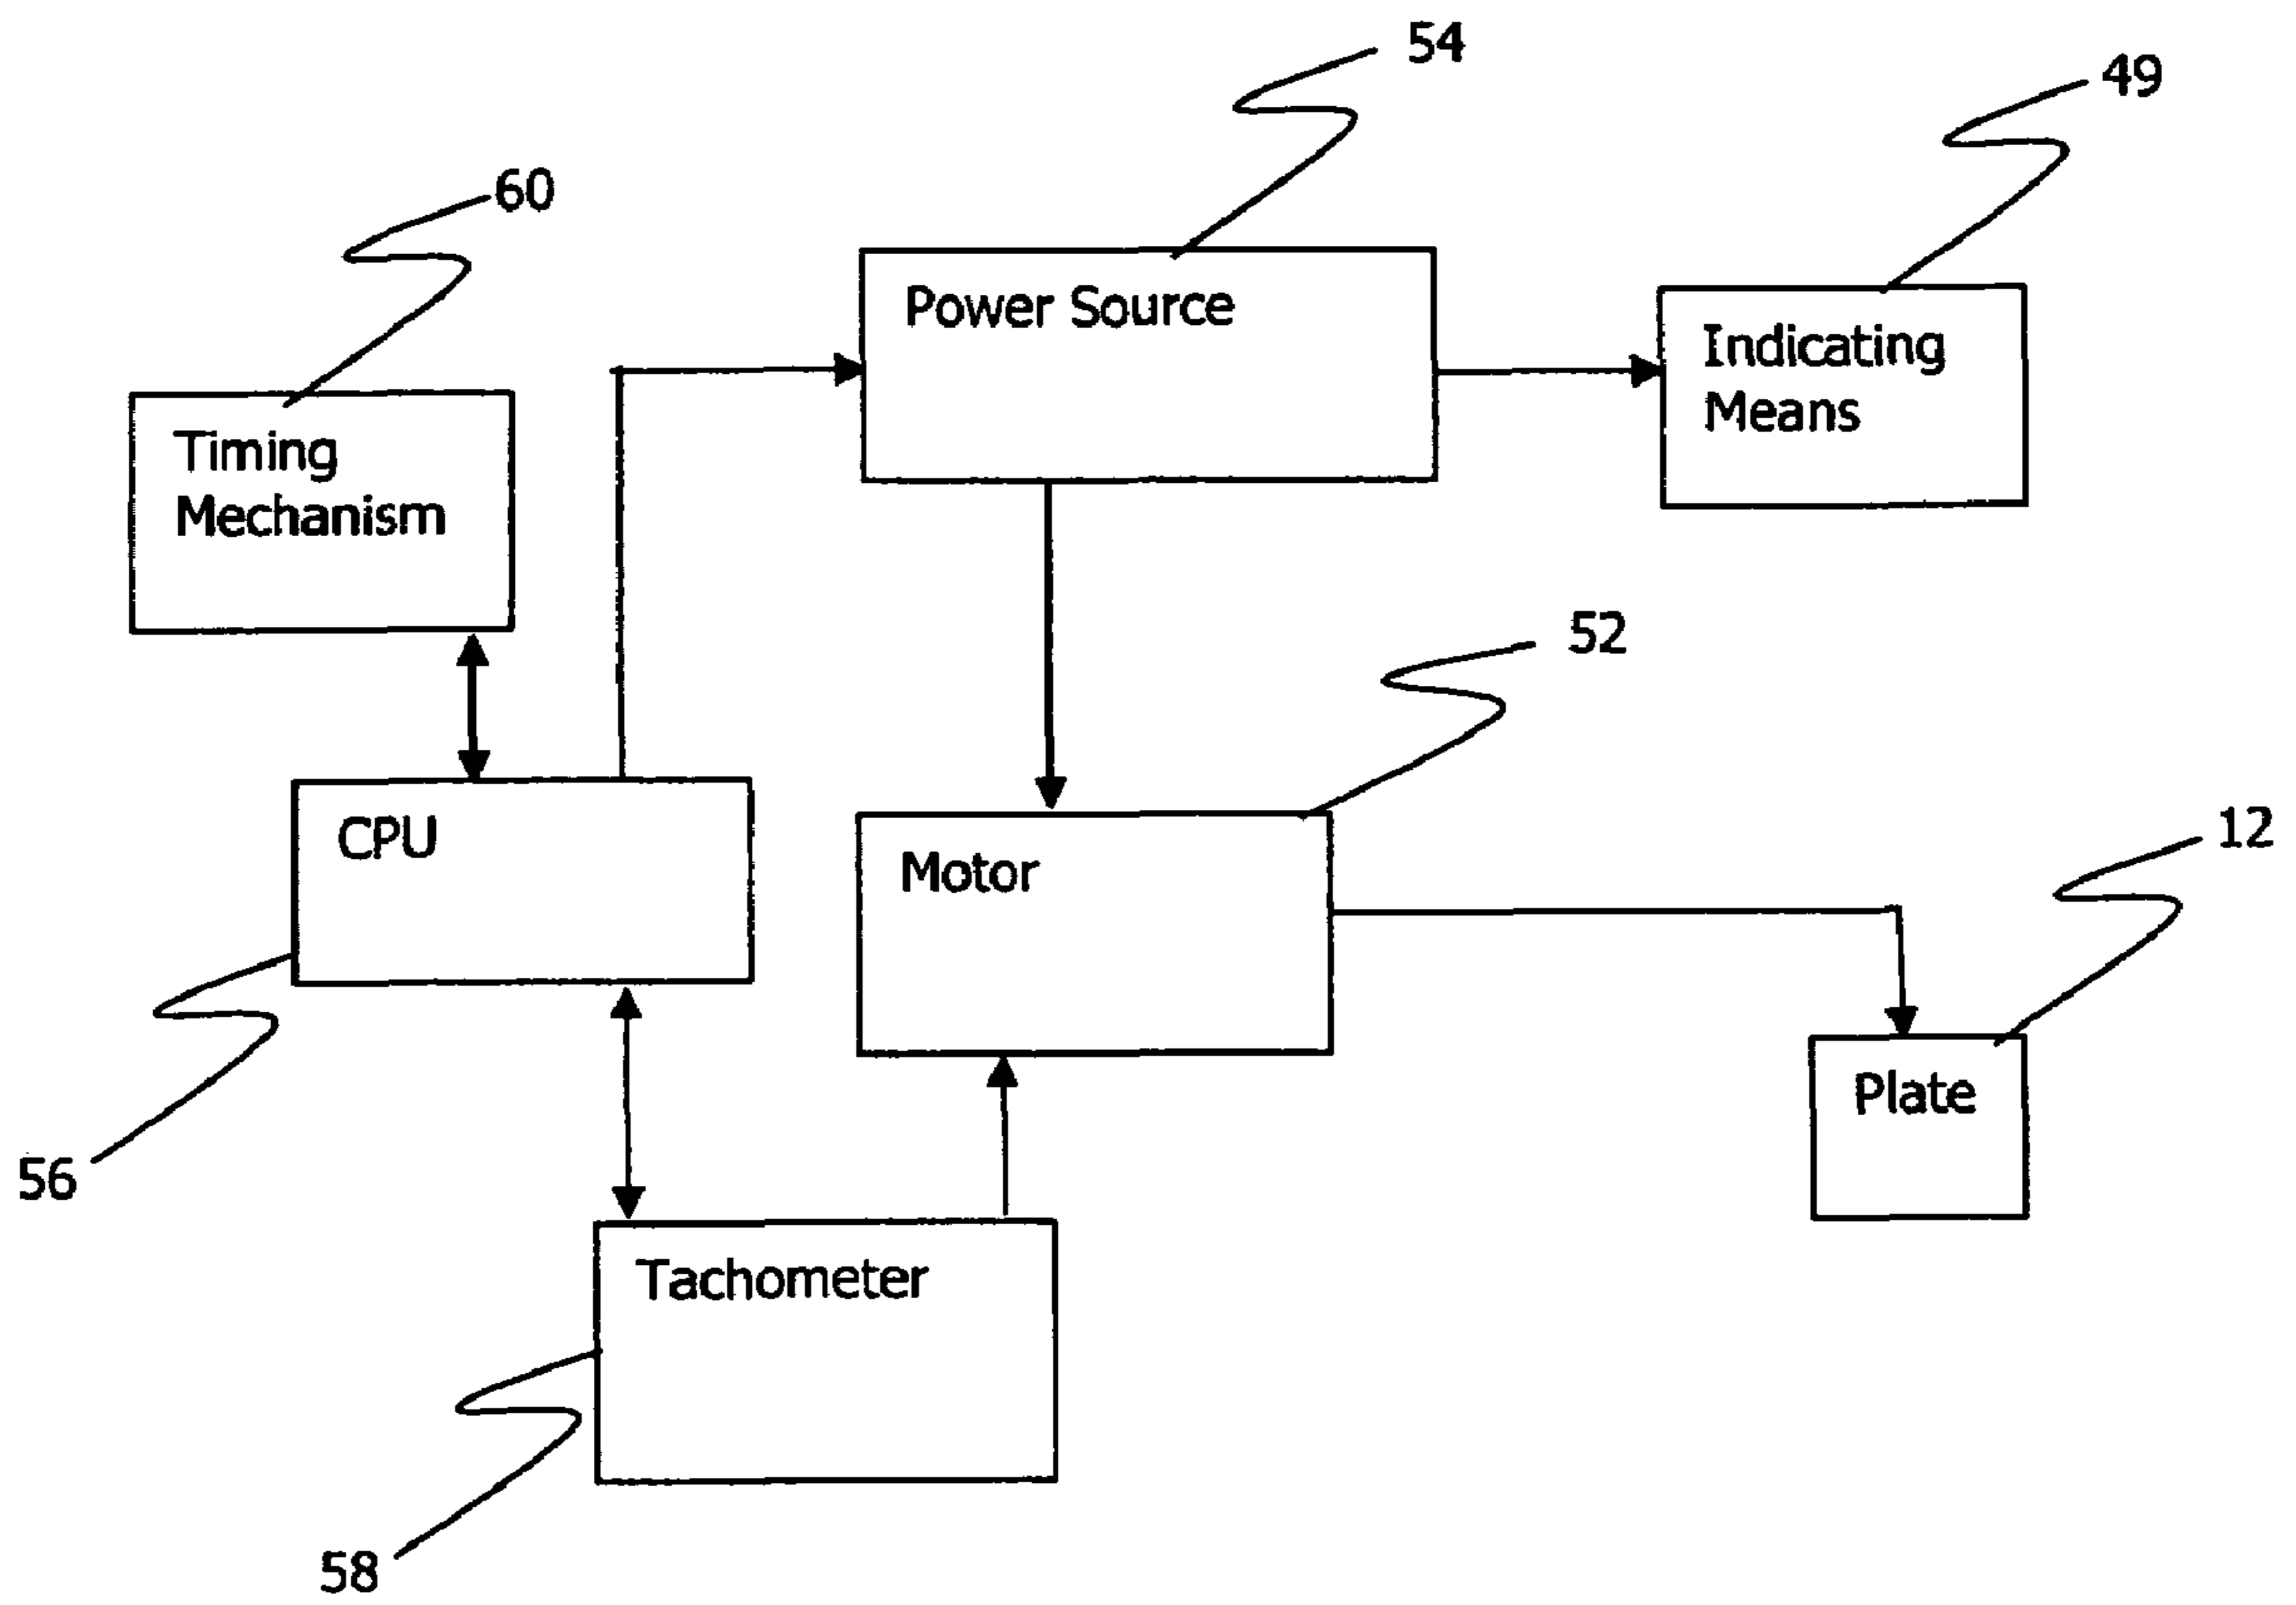 54
49
60
Power Source
Indicating
Means
Timing
Mechanism
52
CPU
Motor
12
Plate
56
Tachometer
58